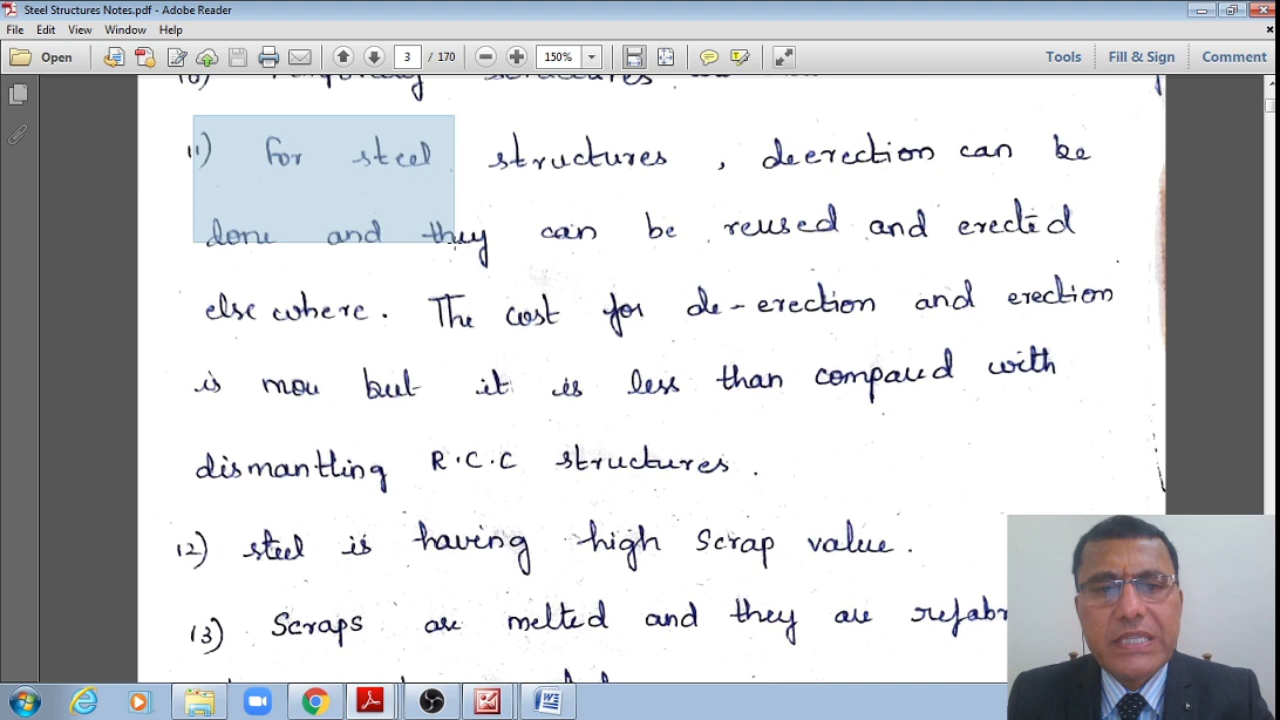 Steel Structures Notes.pdf - Adobe Reader
File Edit View Window Help
Open 3 / 170 150% Tools Fill & Sign Comment
10) structures
11) For steel structures, deerection can be
done and they can be reused and erected
else where. The cost for de-erection and erection
is more but it is less than compared with
dismantling R.C.C structures.
12) steel is having high Scrap value.
13) Scraps are melted and they are refabr